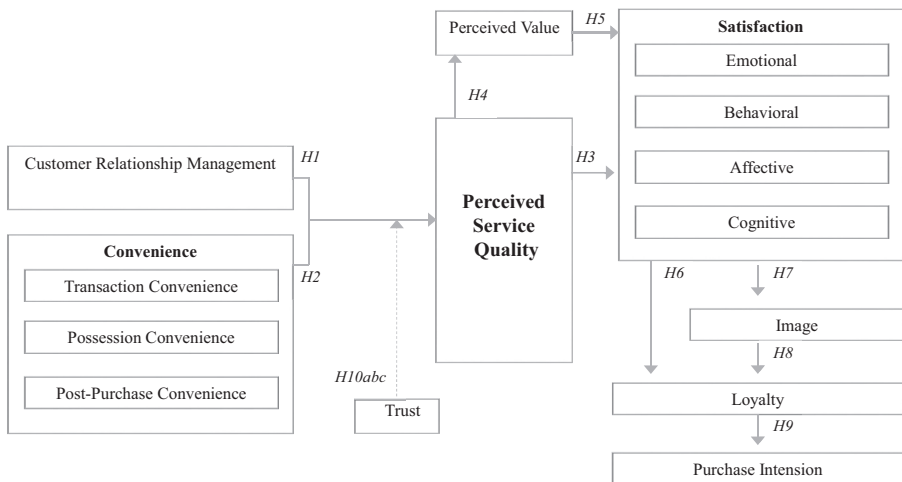 Perceived Value
H5
Satisfaction
Emotional
Behavioral
Affective
Cognitive
H4
H3
Customer Relationship Management
H1
Perceived
Service
Quality
Convenience
H2
Transaction Convenience
Possession Convenience
Post-Purchase Convenience
H10abc
Trust
H6
H7
Image
H8
Loyalty
H9
Purchase Intension